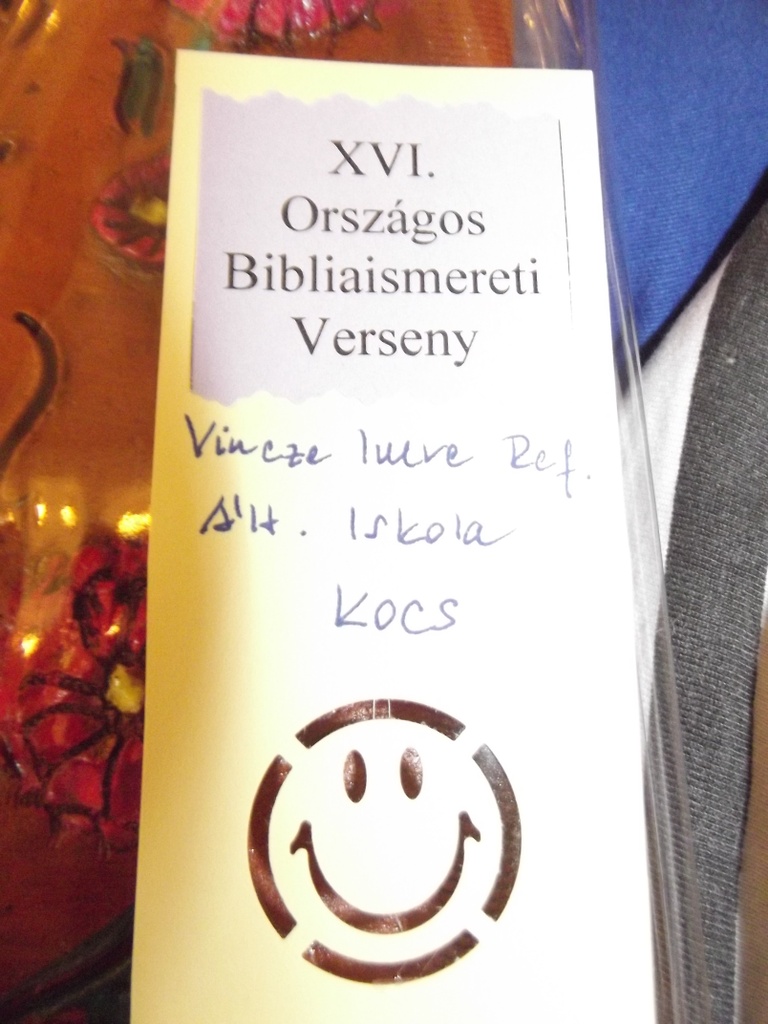 XVI.
Országos
Bibliaismereti
Verseny
Vincze Imre Ref.
Ált. Iskola
Kocs